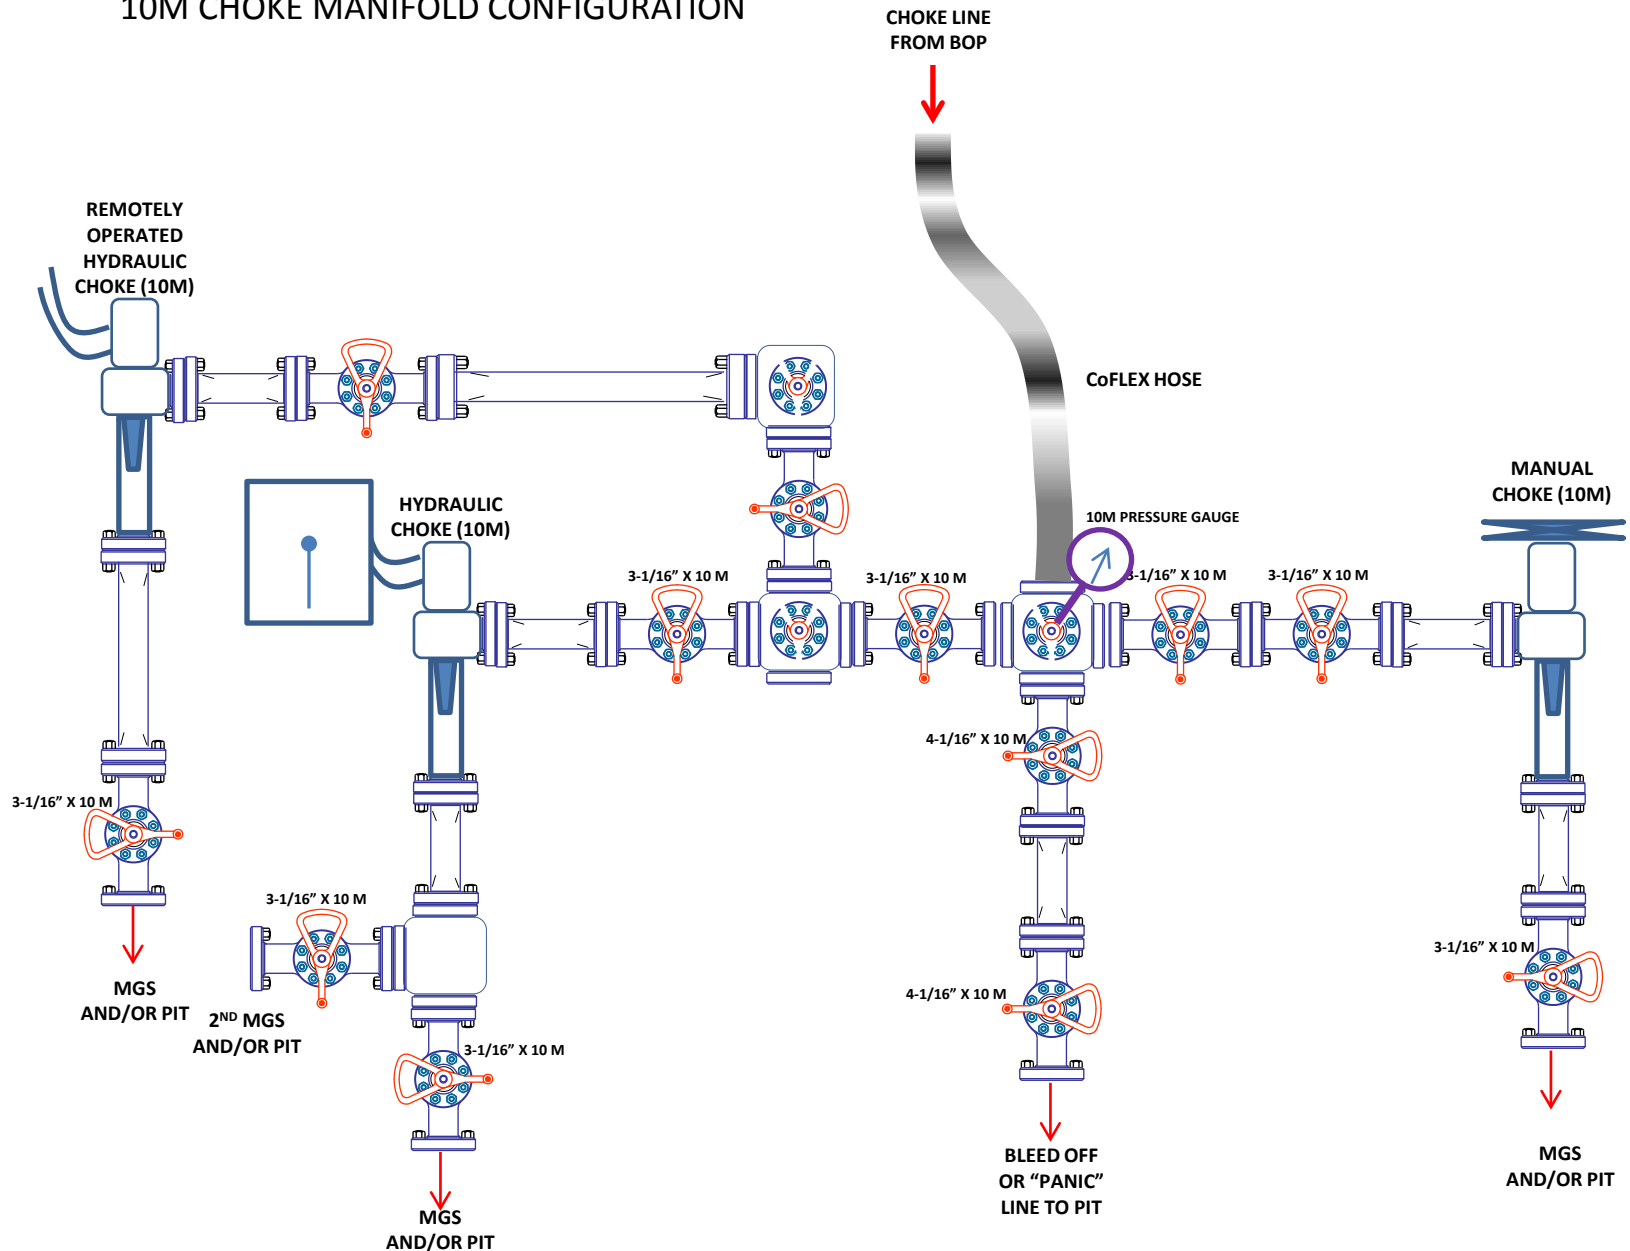 10M CHOKE MANIFOLD CONFIGURATION
CHOKE LINE
FROM BOP
REMOTELY
OPERATED
HYDRAULIC
CHOKE (10M)
CoFLEX HOSE
MANUAL
CHOKE (10M)
HYDRAULIC
CHOKE (10M)
10M PRESSURE GAUGE
3-1/16” X 10 M
3-1/16” X 10 M
3-1/16” X 10 M
3-1/16” X 10 M
4-1/16” X 10 M
3-1/16” X 10 M
3-1/16” X 10 M
3-1/16” X 10 M
4-1/16” X 10 M
MGS
AND/OR PIT
2ND MGS
AND/OR PIT
3-1/16” X 10 M
BLEED OFF
OR “PANIC”
LINE TO PIT
MGS
AND/OR PIT
MGS
AND/OR PIT